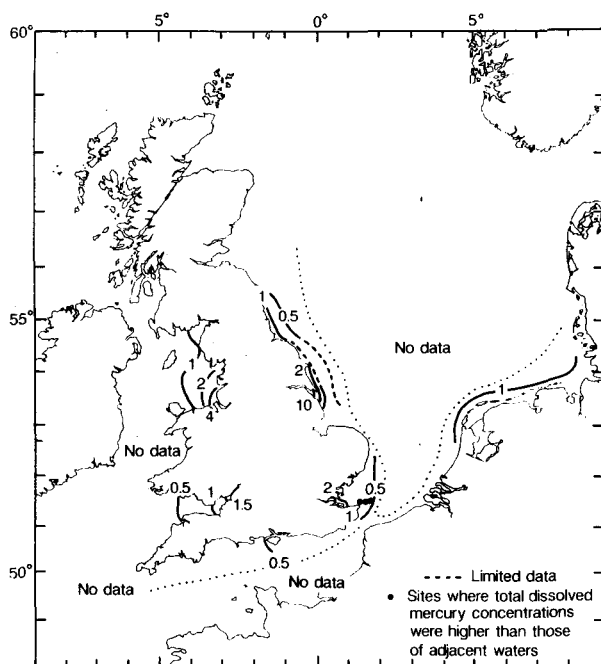 5° 0° 5°
60°
55°
50°
1
0.5
No data
2
10
1
2
4
1
No data
0.5
1
1.5
2
0.5
1
0.5
No data
No data
Limited data
Sites where total dissolved
mercury concentrations
were higher than those
of adjacent waters